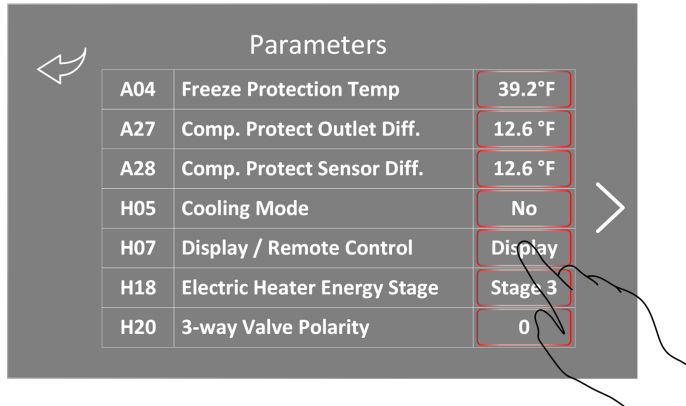 Parameters
A04 Freeze Protection Temp 39.2°F
A27 Comp. Protect Outlet Diff. 12.6 °F
A28 Comp. Protect Sensor Diff. 12.6 °F
H05 Cooling Mode No
H07 Display / Remote Control Display
H18 Electric Heater Energy Stage Stage 3
H20 3-way Valve Polarity 0